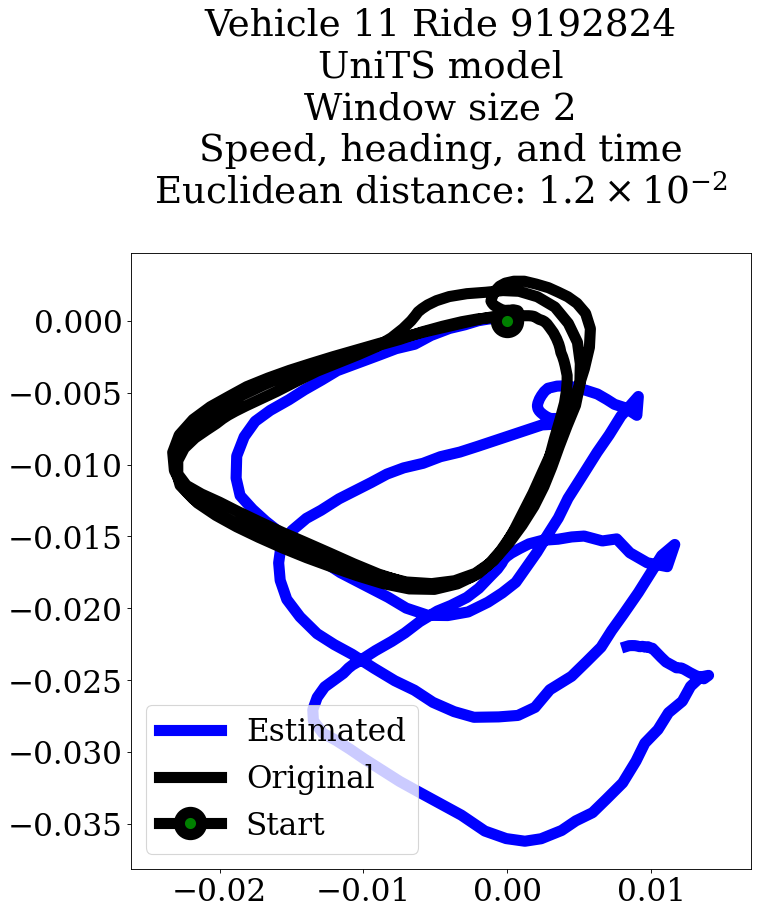 Vehicle 11 Ride 9192824
UniTS model
Window size 2
Speed, heading, and time
Euclidean distance: 1.2 × 10⁻²
0.000
−0.005
−0.010
−0.015
−0.020
−0.025
−0.030
−0.035
Estimated
Original
Start
−0.02
−0.01
0.00
0.01